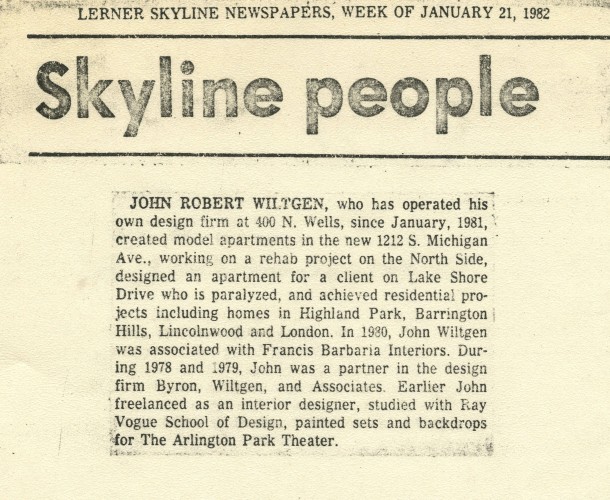 LERNER SKYLINE NEWSPAPERS, WEEK OF JANUARY 21, 1982
Skyline people
JOHN ROBERT WILTGEN, who has operated his
own design firm at 400 N. Wells, since January, 1981,
created model apartments in the new 1212 S. Michigan
Ave., working on a rehab project on the North Side,
designed an apartment for a client on Lake Shore
Drive who is paralyzed, and achieved residential pro-
jects including homes in Highland Park, Barrington
Hills, Lincolnwood and London. In 1980, John Wiltgen
was associated with Francis Barbaria Interiors. Dur-
ing 1978 and 1979, John was a partner in the design
firm Byron, Wiltgen, and Associates. Earlier John
freelanced as an interior designer, studied with Ray
Vogue School of Design, painted sets and backdrops
for The Arlington Park Theater.